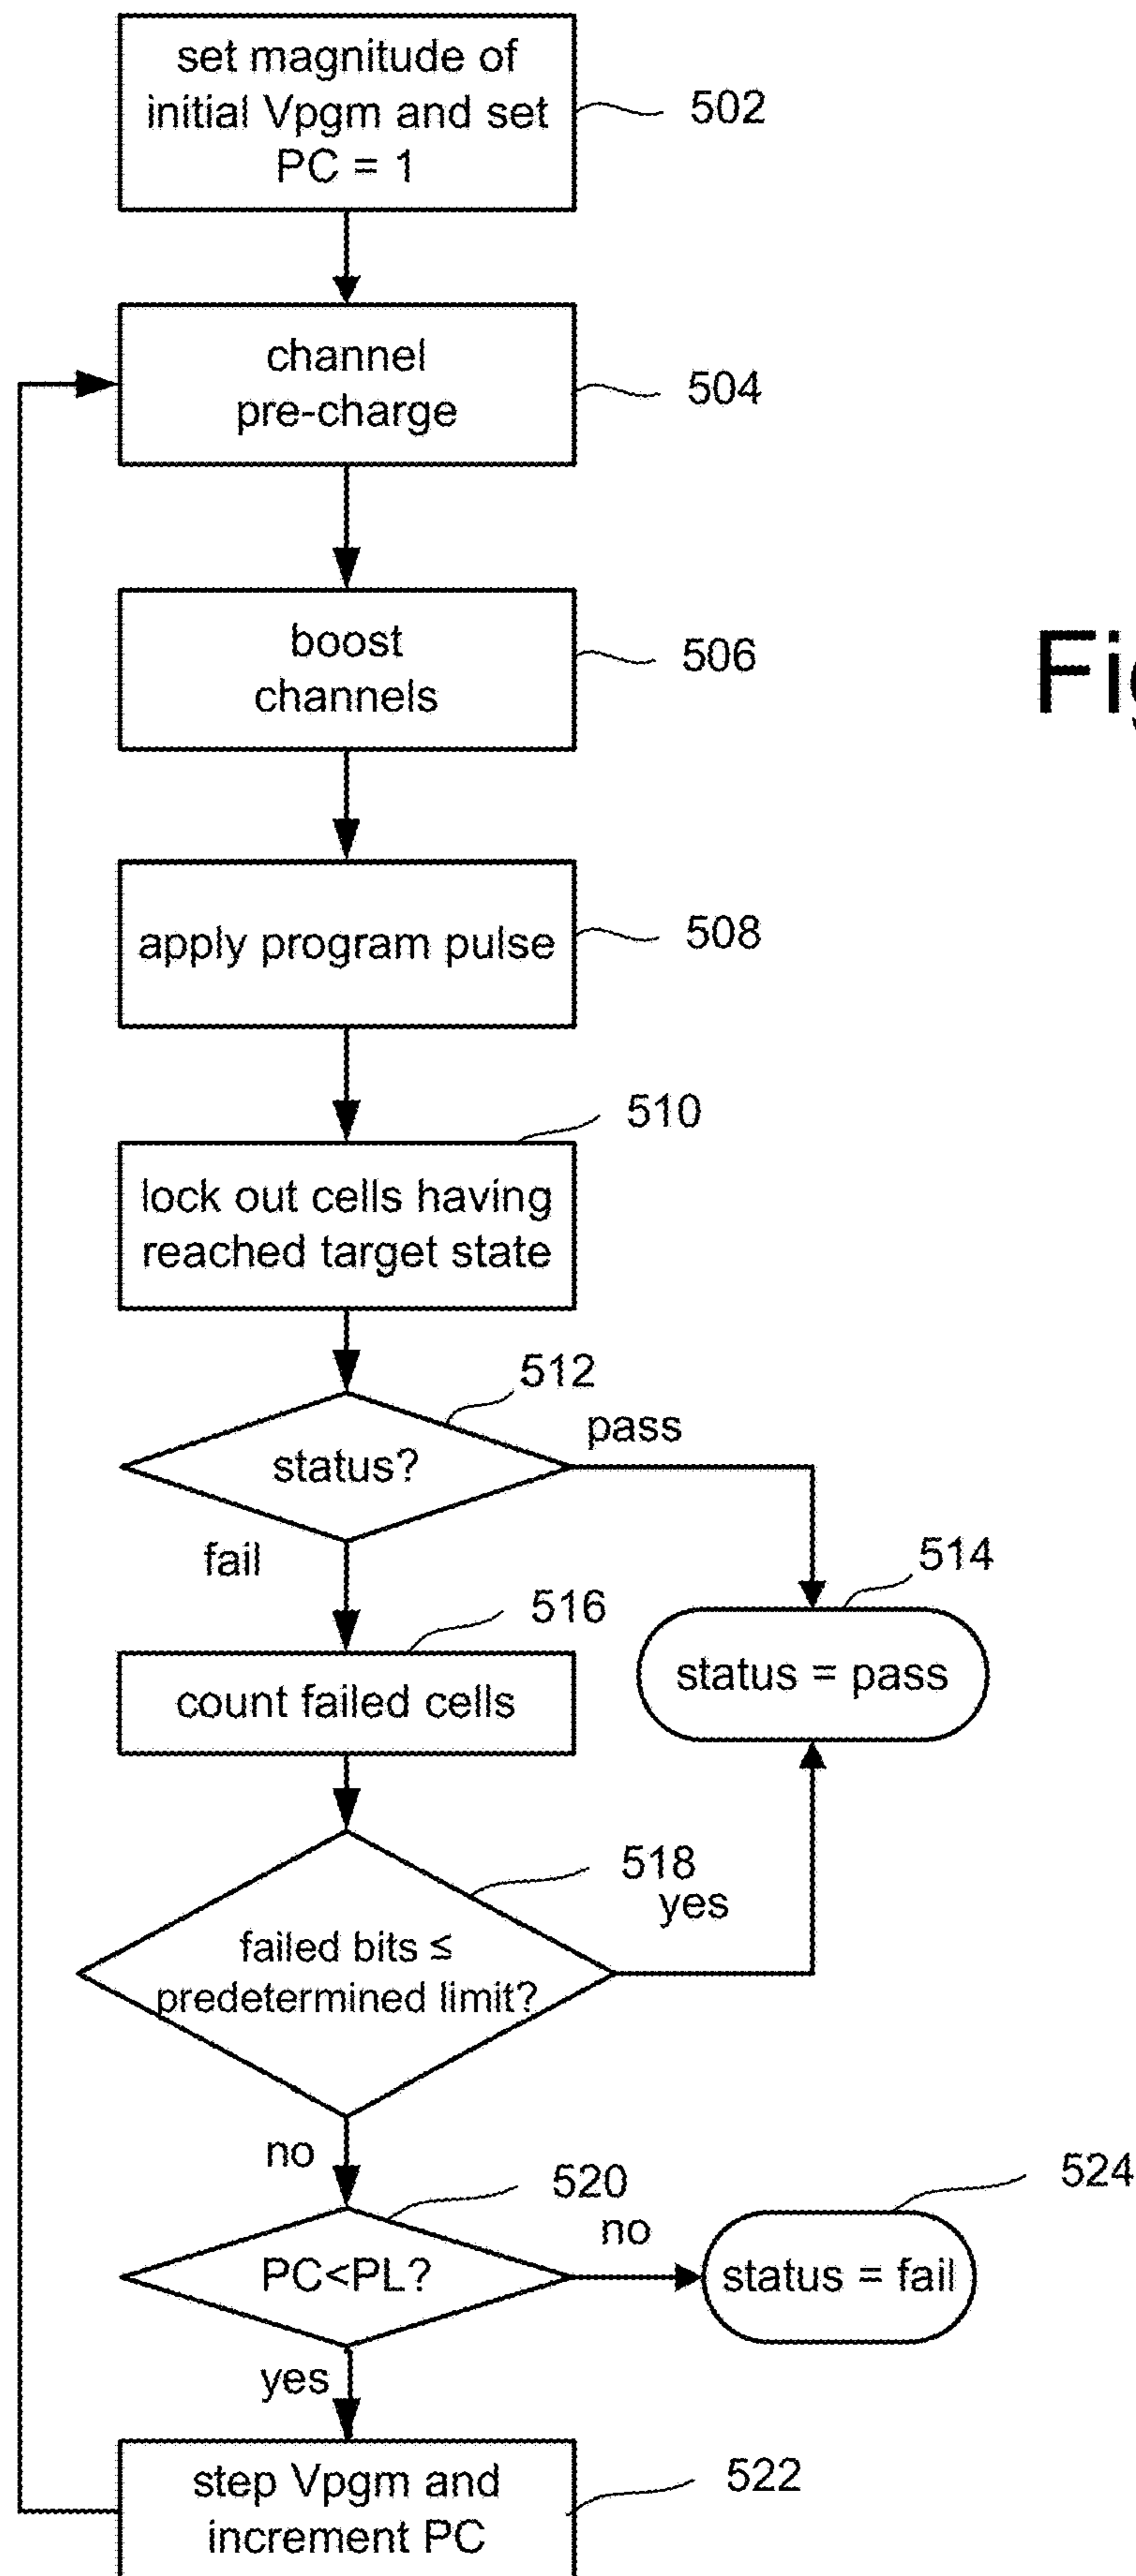 set magnitude of
initial Vpgm and set
PC = 1
502
channel
pre-charge
504
boost
channels
506
Fig
apply program pulse
508
510
lock out cells having
reached target state
512
pass
status?
fail
514
516
status = pass
count failed cells
518
yes
failed bits ≤
predetermined limit?
no
520
524
no
PC<PL?
status = fail
yes
step Vpgm and
increment PC
522